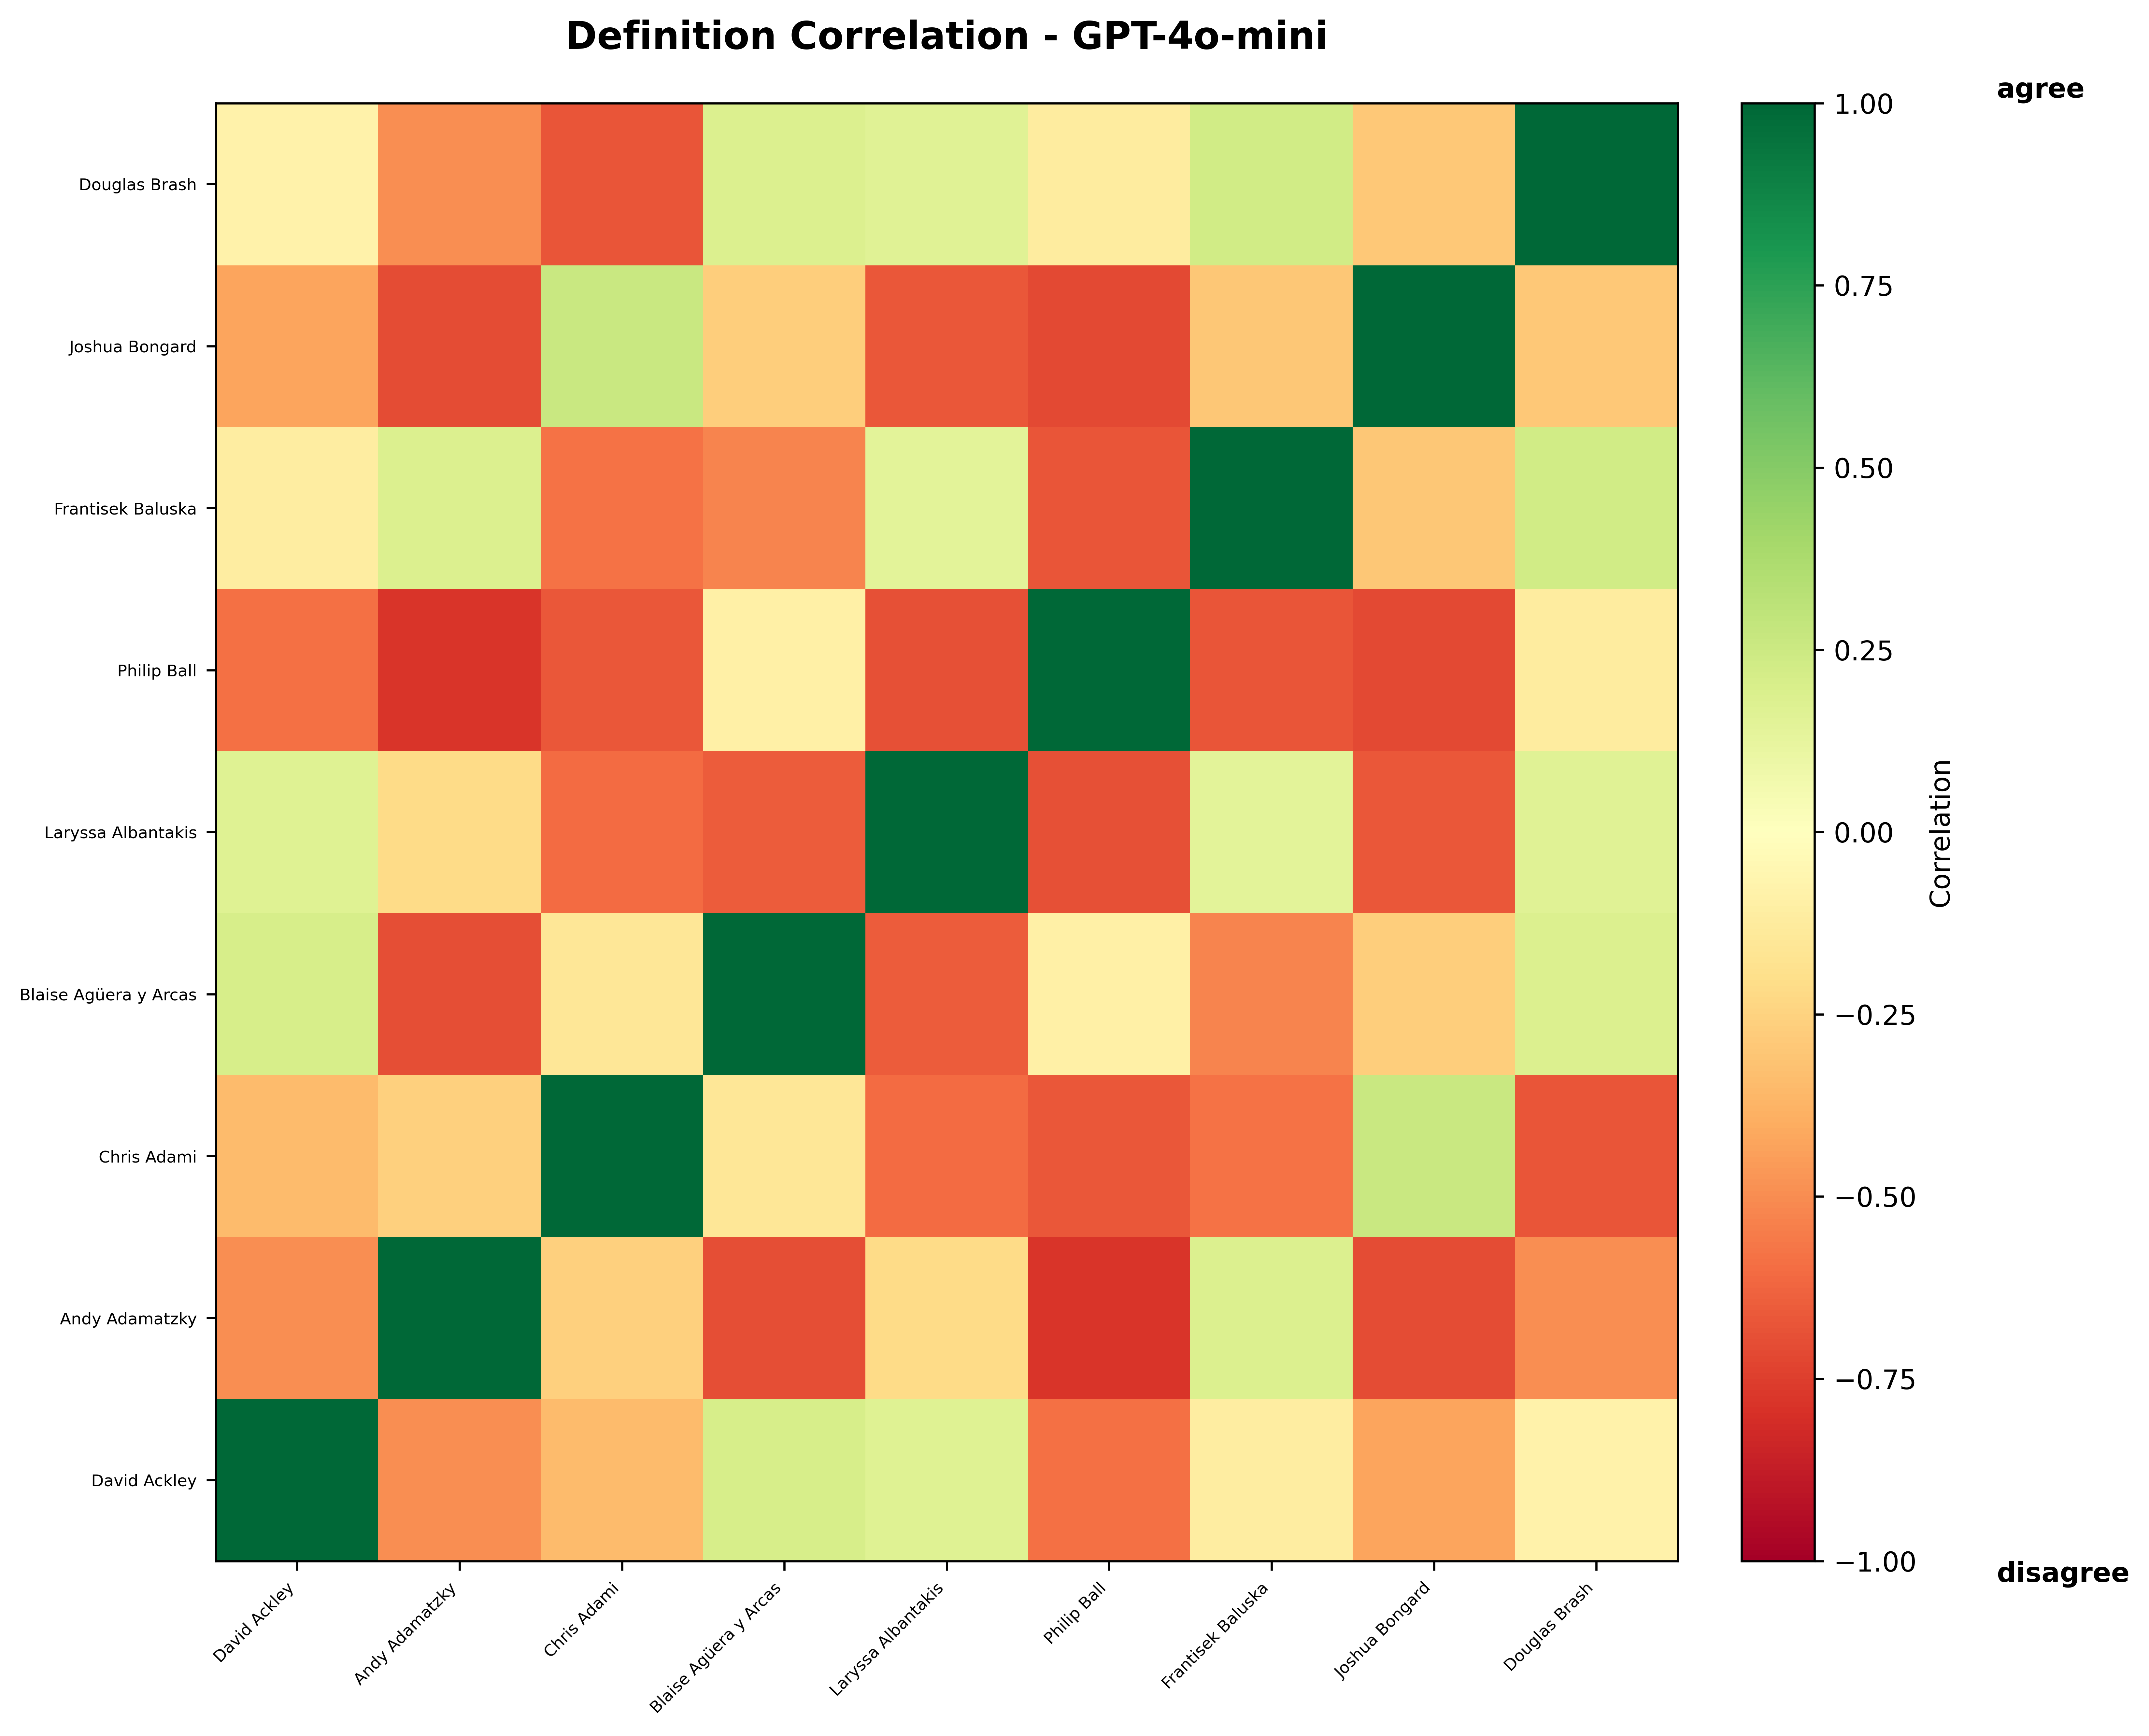 Definition Correlation - GPT-4o-mini
agree
Douglas Brash
Joshua Bongard
Frantisek Baluska
Philip Ball
Laryssa Albantakis
Blaise Agüera y Arcas
Chris Adami
Andy Adamatzky
David Ackley
David Ackley
Andy Adamatzky
Chris Adami
Blaise Agüera y Arcas
Laryssa Albantakis
Philip Ball
Frantisek Baluska
Joshua Bongard
Douglas Brash
1.00
0.75
0.50
0.25
0.00
−0.25
−0.50
−0.75
−1.00
Correlation
disagree